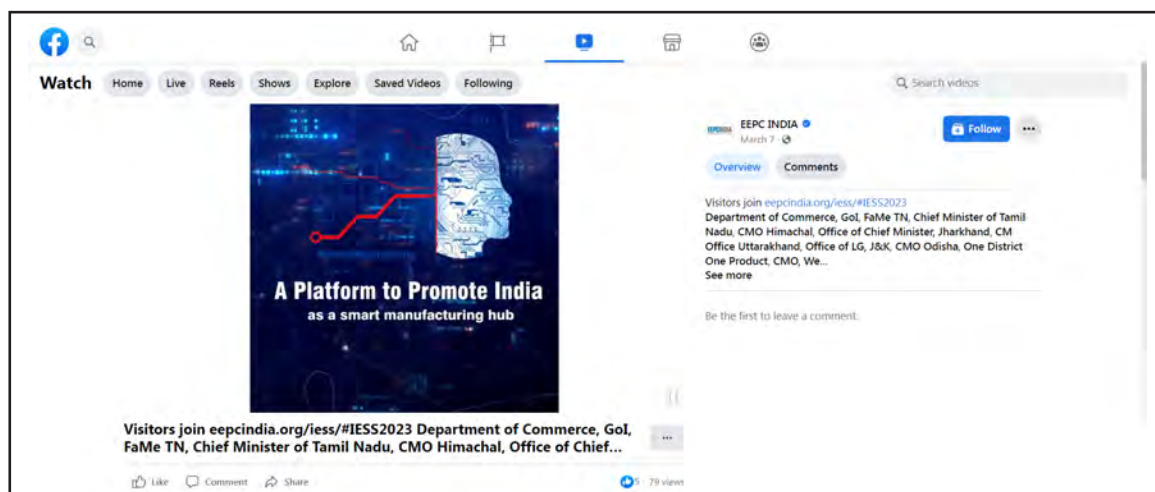 Watch Home Live Reels Shows Explore Saved Videos Following
Search videos
A Platform to Promote India
as a smart manufacturing hub
Visitors join eepcindia.org/iess/#IESS2023 Department of Commerce, GoI,
FaMe TN, Chief Minister of Tamil Nadu, CMO Himachal, Office of Chief...
Like Comment Share
5 · 79 views
EEPC INDIA
Follow
March 7 ·
Overview Comments
Visitors join eepcindia.org/iess/#IESS2023
Department of Commerce, GoI, FaMe TN, Chief Minister of Tamil
Nadu, CMO Himachal, Office of Chief Minister, Jharkhand, CM
Office Uttarakhand, Office of LG, J&K, CMO Odisha, One District
One Product, CMO, We...
See more
Be the first to leave a comment.